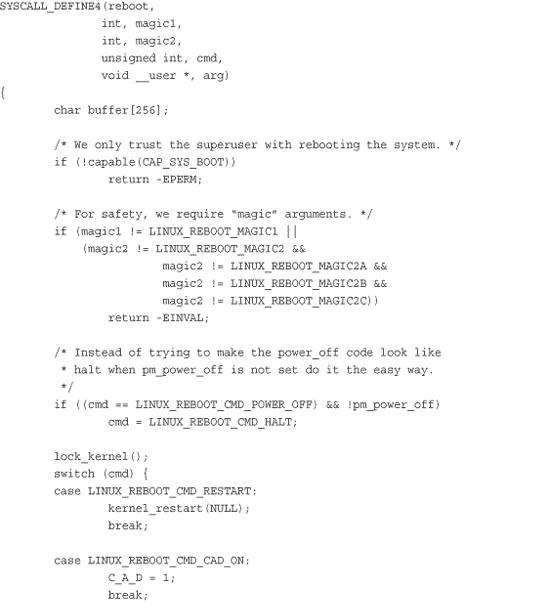 SYSCALL_DEFINE4(reboot,
int, magic1,
int, magic2,
unsigned int, cmd,
void __user *, arg)
{
char buffer[256];
/* We only trust the superuser with rebooting the system. */
if (!capable(CAP_SYS_BOOT))
return -EPERM;
/* For safety, we require “magic” arguments. */
if (magic1 != LINUX_REBOOT_MAGIC1 ||
(magic2 != LINUX_REBOOT_MAGIC2 &&
magic2 != LINUX_REBOOT_MAGIC2A &&
magic2 != LINUX_REBOOT_MAGIC2B &&
magic2 != LINUX_REBOOT_MAGIC2C))
return -EINVAL;
/* Instead of trying to make the power_off code look like
* halt when pm_power_off is not set do it the easy way.
*/
if ((cmd == LINUX_REBOOT_CMD_POWER_OFF) && !pm_power_off)
cmd = LINUX_REBOOT_CMD_HALT;
lock_kernel();
switch (cmd) {
case LINUX_REBOOT_CMD_RESTART:
kernel_restart(NULL);
break;
case LINUX_REBOOT_CMD_CAD_ON:
C_A_D = 1;
break;